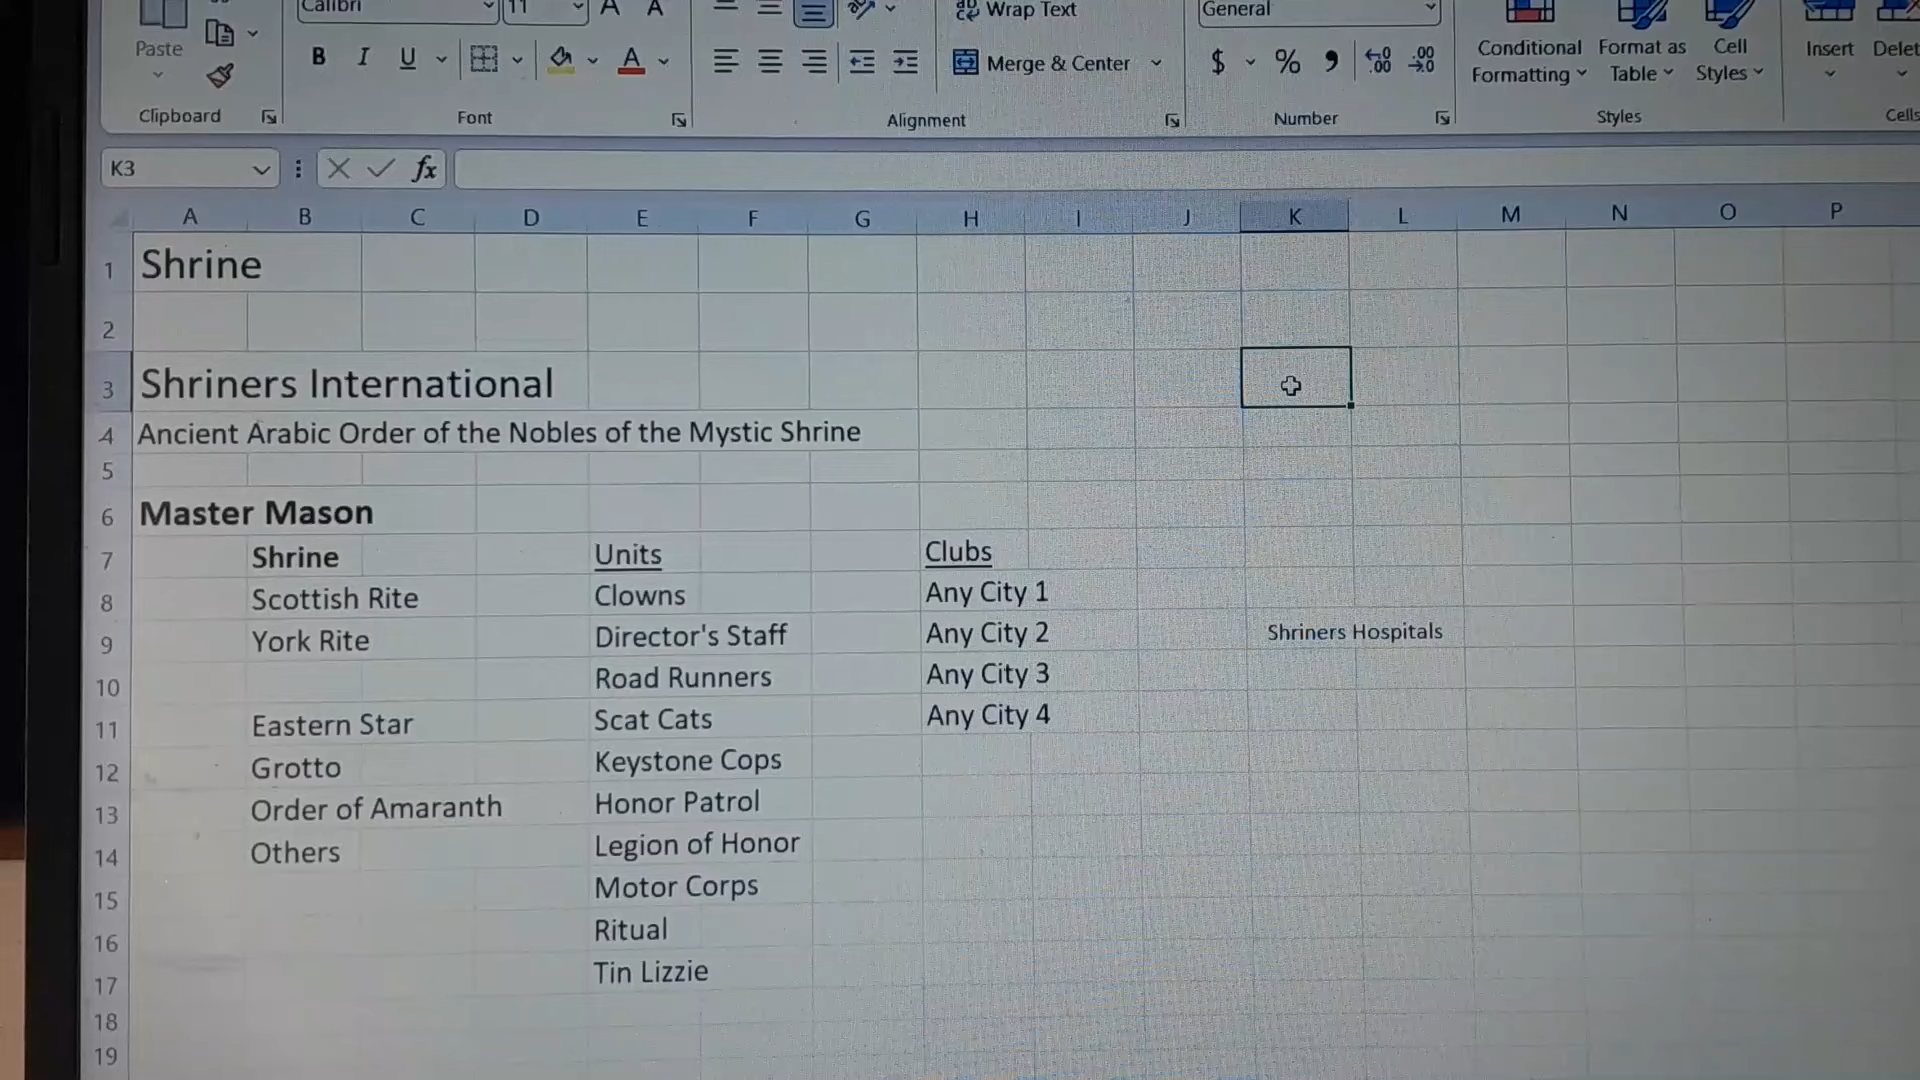 Calibri
11
A A
Wrap Text
General
Paste
B I U
A
Merge & Center
$ % 9 .00 .00
Conditional Formatting
Format as Table
Cell Styles
Insert
Clipboard
Font
Alignment
Number
Styles
Cells
K3
fx
A B C D E F G H I J K L M N O P
1 Shrine
2
3 Shriners International
4 Ancient Arabic Order of the Nobles of the Mystic Shrine
5
6 Master Mason
7 Shrine Units Clubs
8 Scottish Rite Clowns Any City 1
9 York Rite Director's Staff Any City 2 Shriners Hospitals
10 Road Runners Any City 3
11 Eastern Star Scat Cats Any City 4
12 Grotto Keystone Cops
13 Order of Amaranth Honor Patrol
14 Others Legion of Honor
15 Motor Corps
16 Ritual
17 Tin Lizzie
18
19